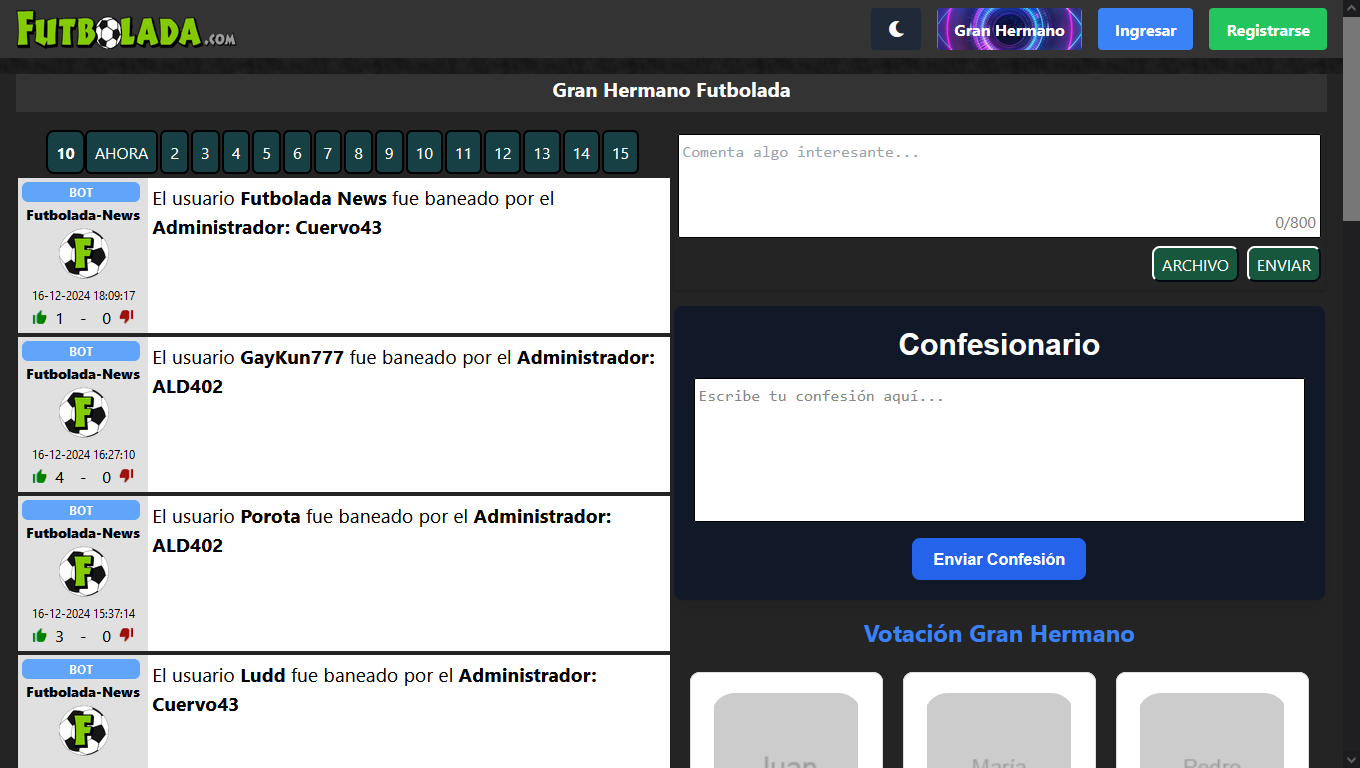 FUTBOLADA.COM
Gran Hermano
Ingresar
Registrarse
Gran Hermano Futbolada
10 AHORA 2 3 4 5 6 7 8 9 10 11 12 13 14 15
BOT
Futbolada-News
F
16-12-2024 18:09:17
1 - 0
El usuario Futbolada News fue baneado por el
Administrador: Cuervo43
BOT
Futbolada-News
F
16-12-2024 16:27:10
4 - 0
El usuario GayKun777 fue baneado por el Administrador:
ALD402
BOT
Futbolada-News
F
16-12-2024 15:37:14
3 - 0
El usuario Porota fue baneado por el Administrador:
ALD402
BOT
Futbolada-News
F
El usuario Ludd fue baneado por el Administrador:
Cuervo43
Comenta algo interesante...
0/800
ARCHIVO ENVIAR
Confesionario
Escribe tu confesión aquí...
Enviar Confesión
Votación Gran Hermano
Juan María Pedro